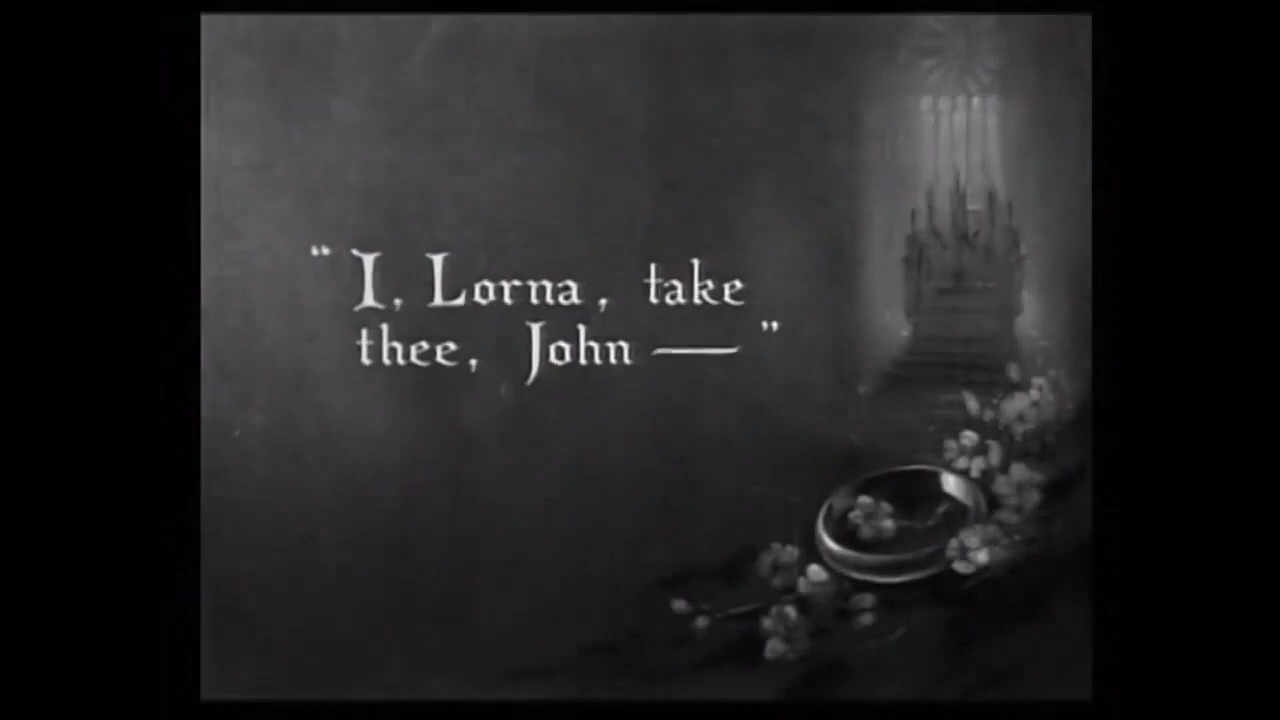 “I, Lorna, take
thee, John —”